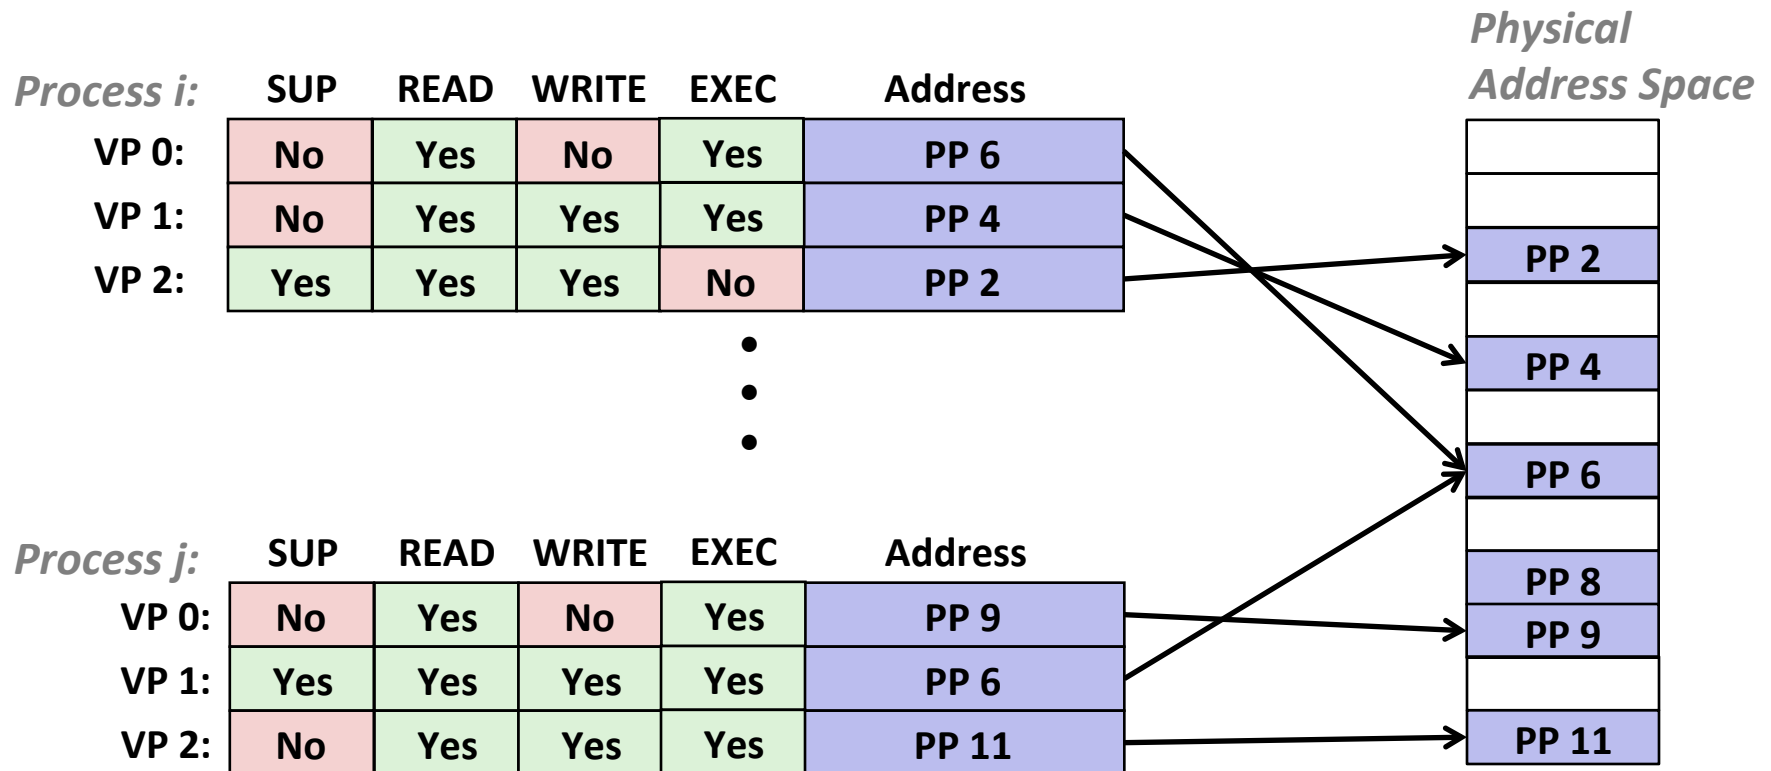 Physical
Address Space
Process i: SUP READ WRITE EXEC Address
VP 0: No Yes No Yes PP 6
VP 1: No Yes Yes Yes PP 4
VP 2: Yes Yes Yes No PP 2
PP 2
PP 4
PP 6
Process j: SUP READ WRITE EXEC Address
VP 0: No Yes No Yes PP 9
VP 1: Yes Yes Yes Yes PP 6
VP 2: No Yes Yes Yes PP 11
PP 8
PP 9
PP 11